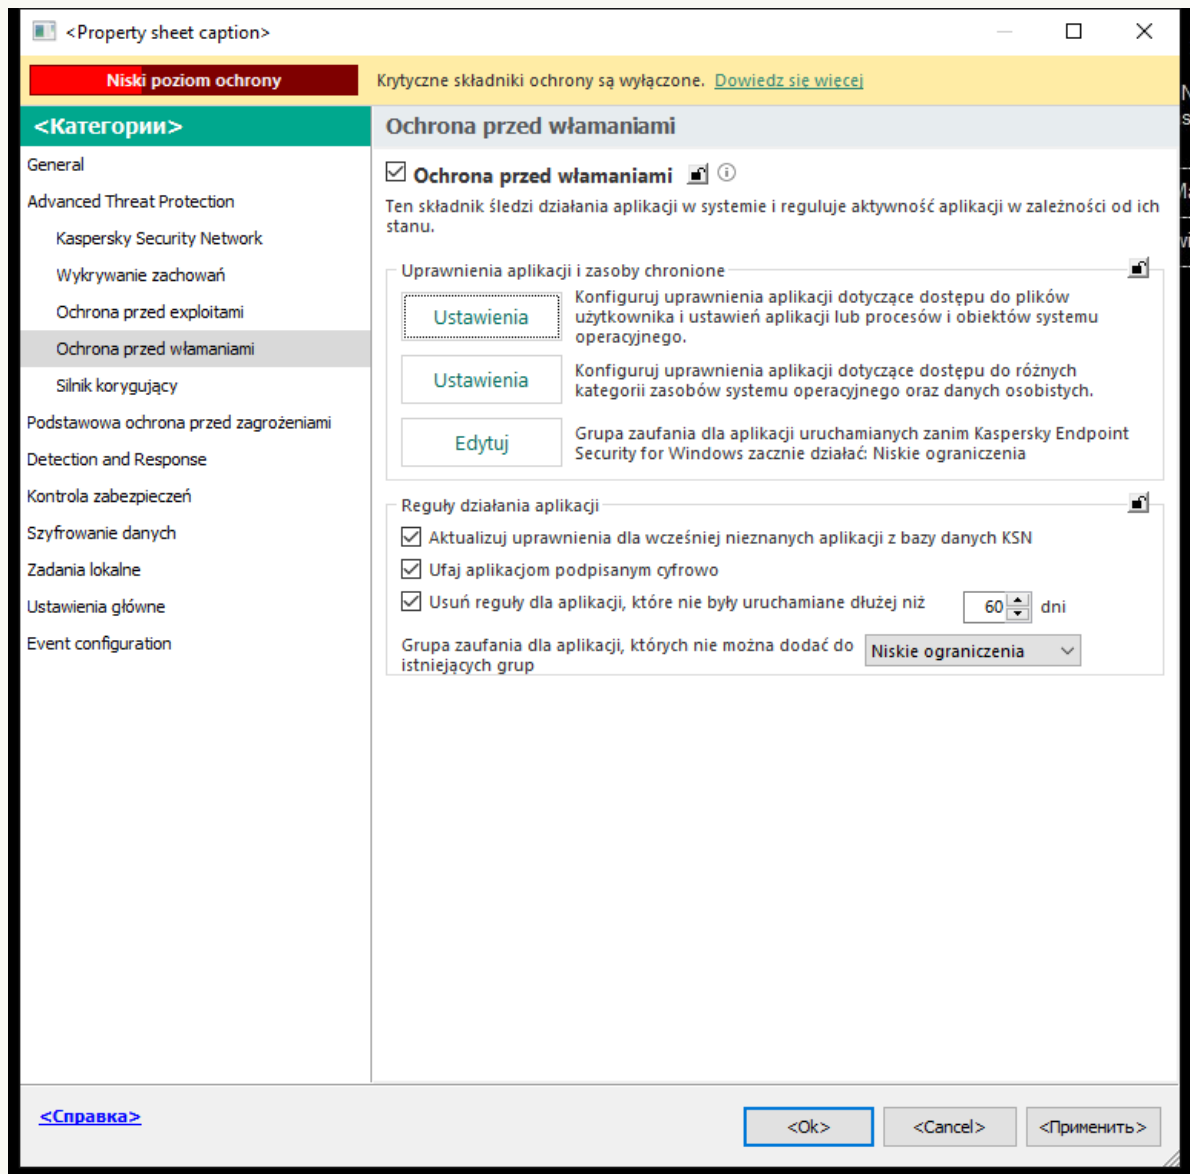 <Property sheet caption>
Niski poziom ochrony
Krytyczne składniki ochrony są wyłączone. Dowiedz się więcej
<Категории>
General
Advanced Threat Protection
Kaspersky Security Network
Wykrywanie zachowań
Ochrona przed exploitami
Ochrona przed włamaniami
Silnik korygujący
Podstawowa ochrona przed zagrożeniami
Detection and Response
Kontrola zabezpieczeń
Szyfrowanie danych
Zadania lokalne
Ustawienia główne
Event configuration
Ochrona przed włamaniami
Ochrona przed włamaniami
Ten składnik śledzi działania aplikacji w systemie i reguluje aktywność aplikacji w zależności od ich
stanu.
Uprawnienia aplikacji i zasoby chronione
Ustawienia
Konfiguruj uprawnienia aplikacji dotyczące dostępu do plików
użytkownika i ustawień aplikacji lub procesów i obiektów systemu
operacyjnego.
Ustawienia
Konfiguruj uprawnienia aplikacji dotyczące dostępu do różnych
kategorii zasobów systemu operacyjnego oraz danych osobistych.
Edytuj
Grupa zaufania dla aplikacji uruchamianych zanim Kaspersky Endpoint
Security for Windows zacznie działać: Niskie ograniczenia
Reguły działania aplikacji
Aktualizuj uprawnienia dla wcześniej nieznanych aplikacji z bazy danych KSN
Ufaj aplikacjom podpisanym cyfrowo
Usuń reguły dla aplikacji, które nie były uruchamiane dłużej niż 60 dni
Grupa zaufania dla aplikacji, których nie można dodać do
istniejących grup
Niskie ograniczenia
<Справка>
<Ok>
<Cancel>
<Применить>